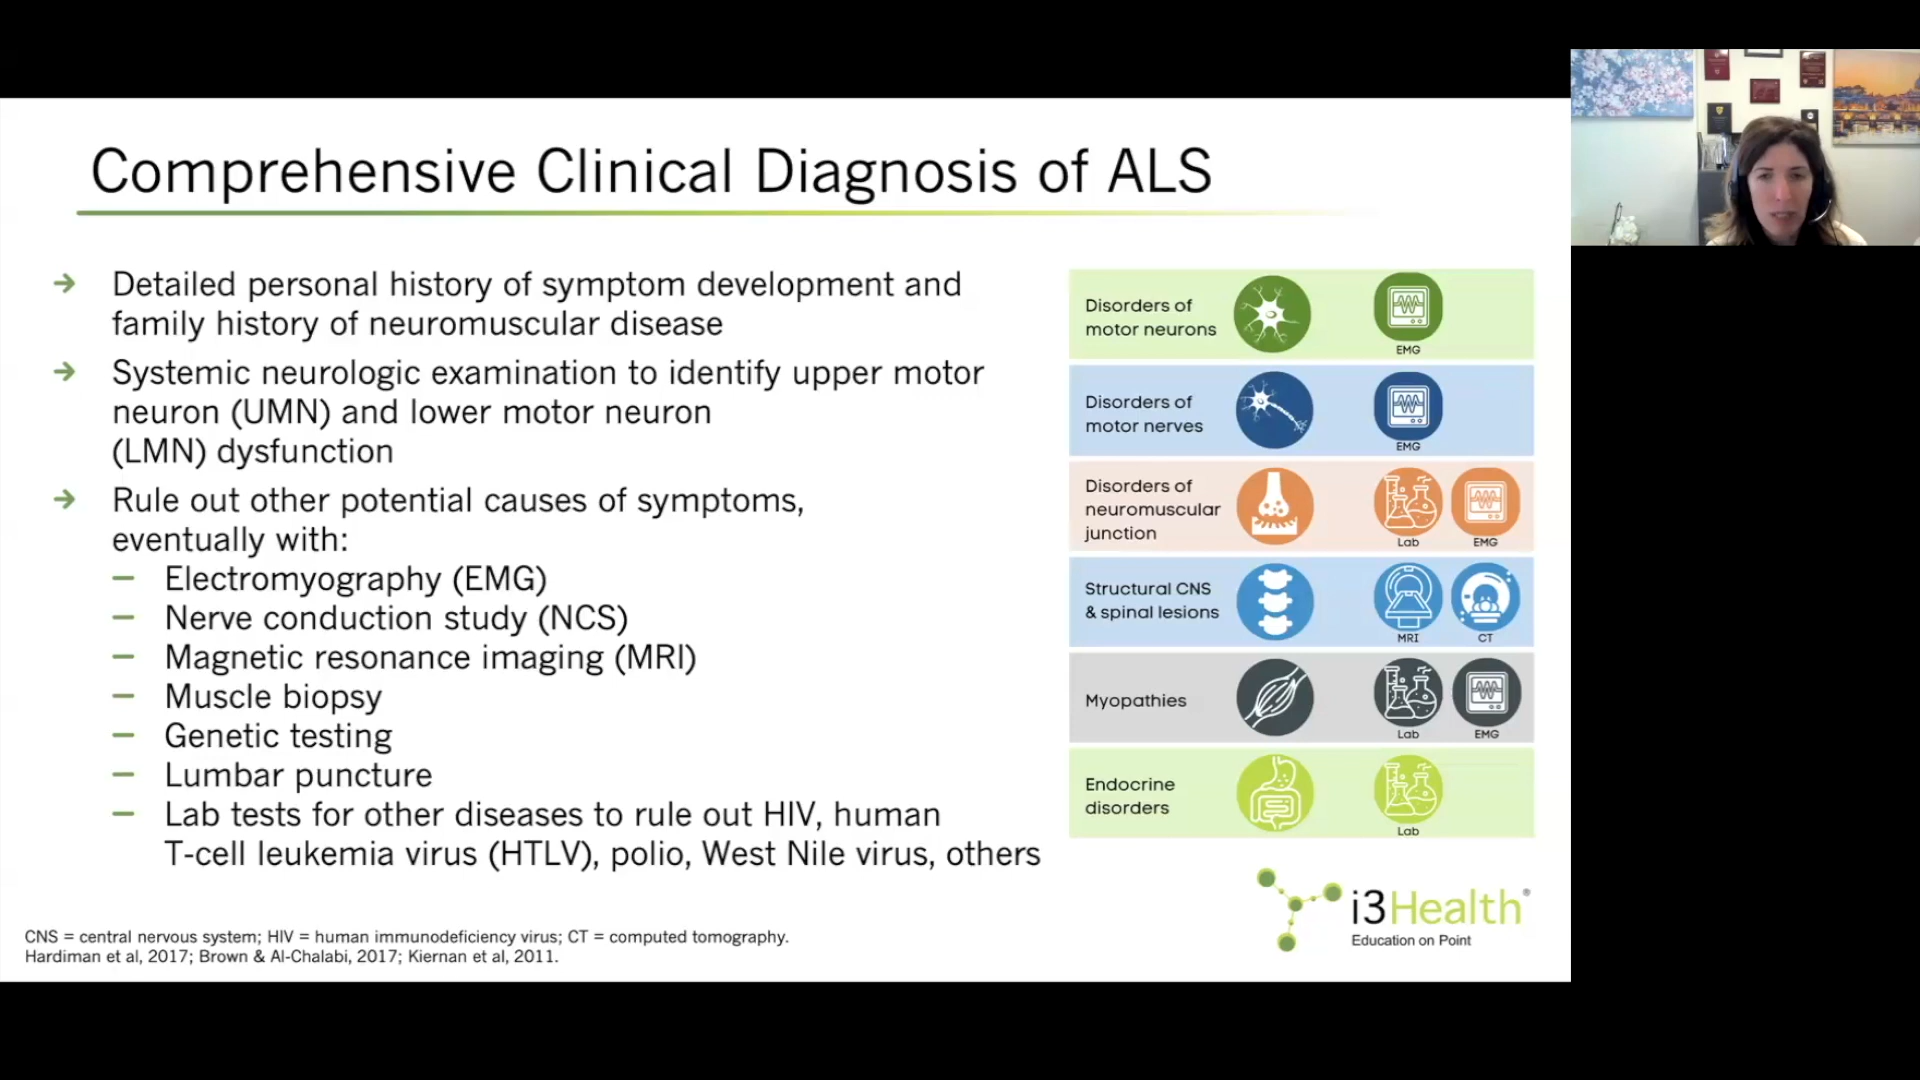 Comprehensive Clinical Diagnosis of ALS
Detailed personal history of symptom development and
family history of neuromuscular disease
Systemic neurologic examination to identify upper motor
neuron (UMN) and lower motor neuron
(LMN) dysfunction
Rule out other potential causes of symptoms,
eventually with:
Electromyography (EMG)
Nerve conduction study (NCS)
Magnetic resonance imaging (MRI)
Muscle biopsy
Genetic testing
Lumbar puncture
Lab tests for other diseases to rule out HIV, human
T-cell leukemia virus (HTLV), polio, West Nile virus, others
Disorders of
motor neurons
EMG
Disorders of
motor nerves
EMG
Disorders of
neuromuscular
junction
Lab
EMG
Structural CNS
& spinal lesions
MRI
CT
Myopathies
Lab
EMG
Endocrine
disorders
Lab
i3Health®
Education on Point
CNS = central nervous system; HIV = human immunodeficiency virus; CT = computed tomography.
Hardiman et al, 2017; Brown & Al-Chalabi, 2017; Kiernan et al, 2011.